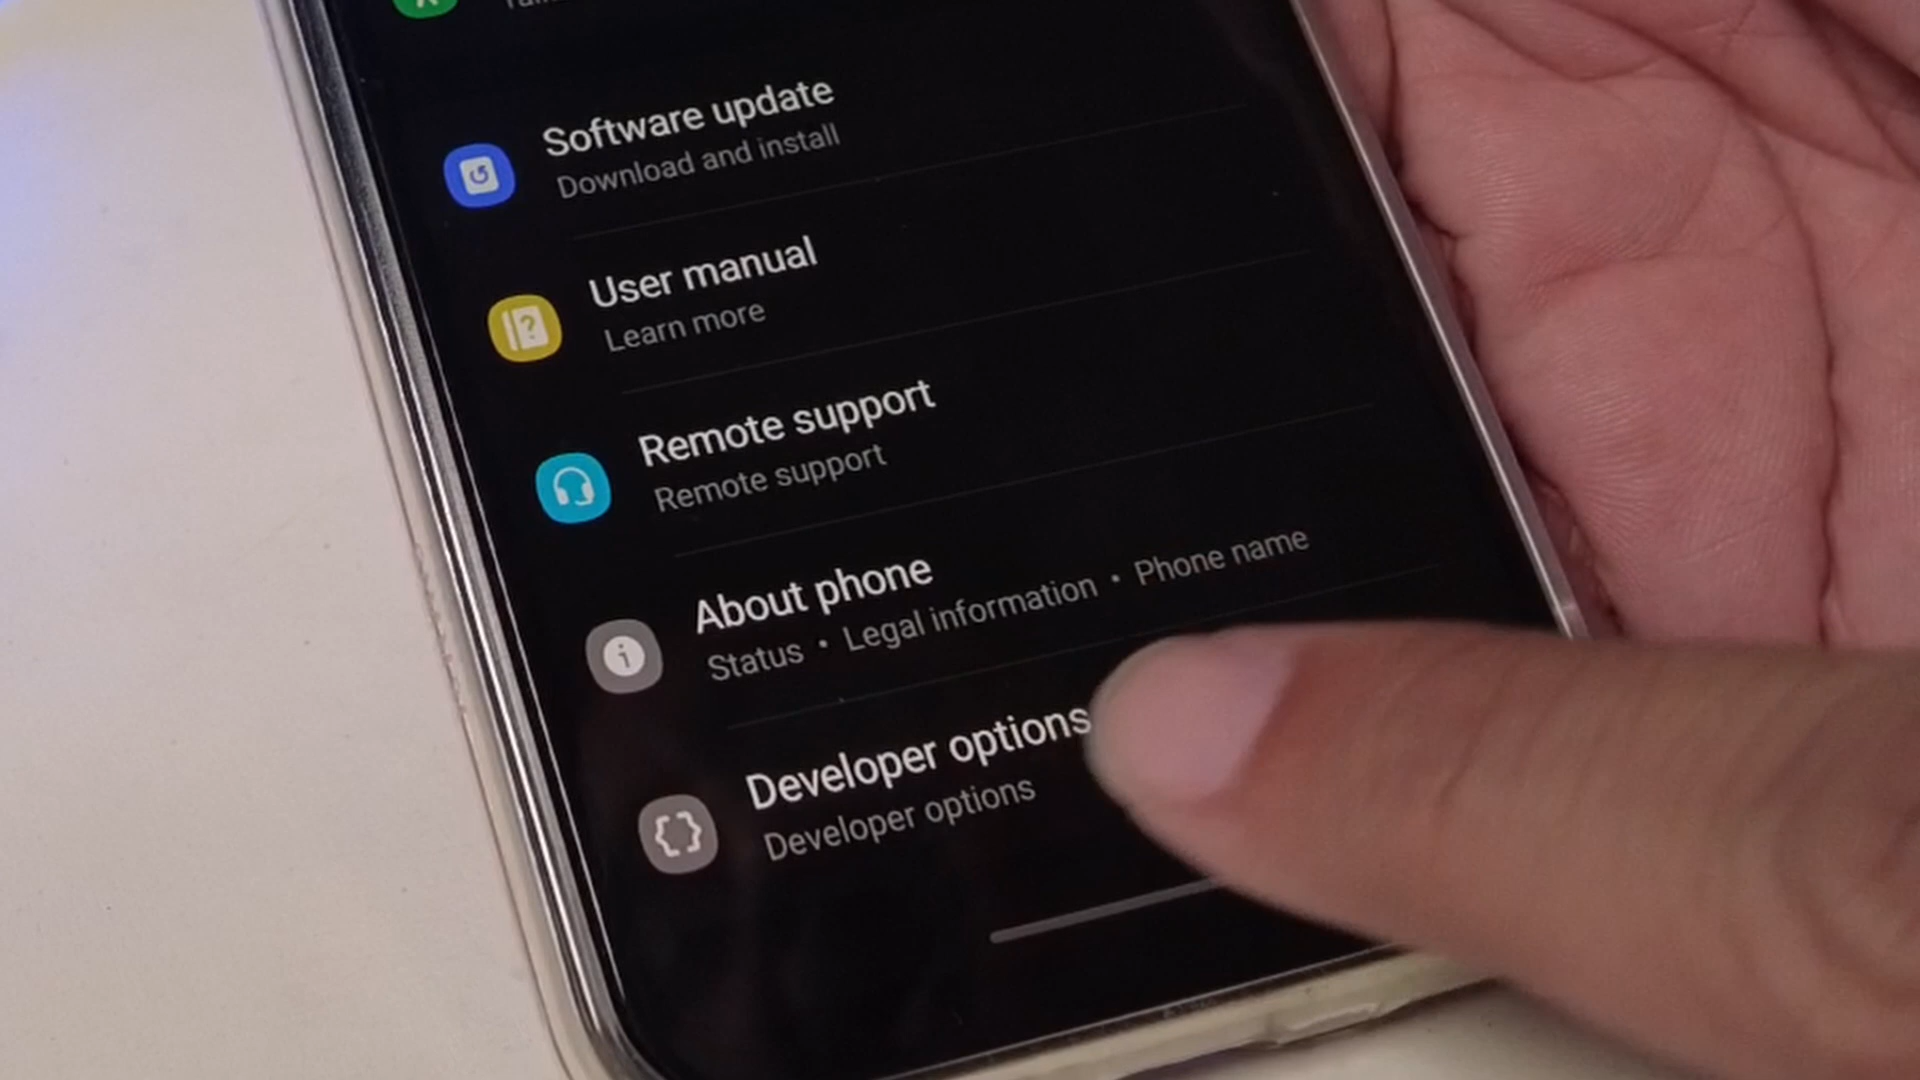 Software update
Download and install
User manual
Learn more
Remote support
Remote support
About phone
Status • Legal information • Phone name
Developer options
Developer options